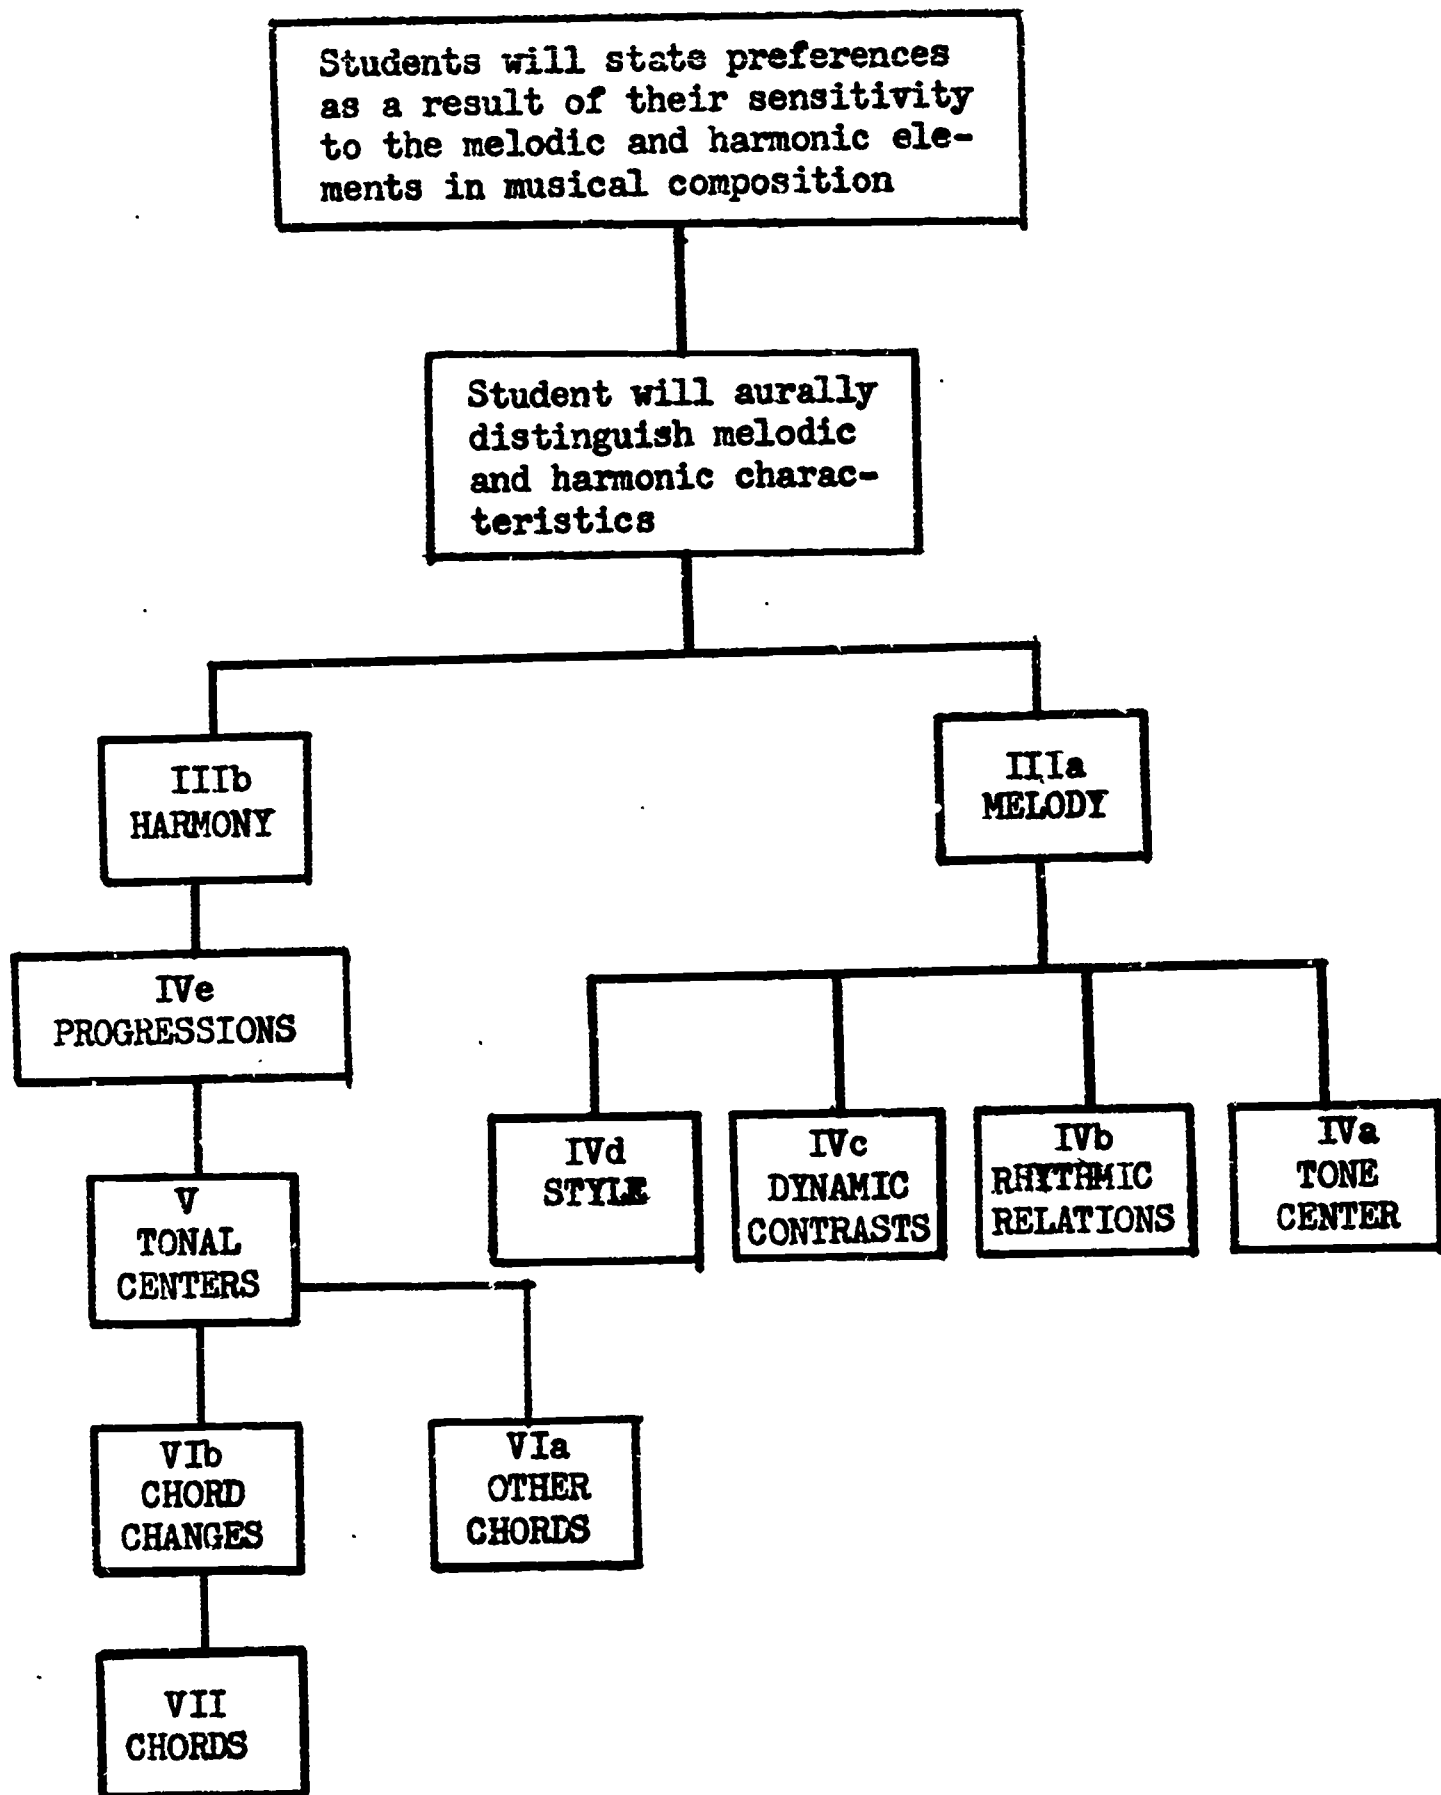 Students will state preferences
as a result of their sensitivity
to the melodic and harmonic ele-
ments in musical composition
Student will aurally
distinguish melodic
and harmonic charac-
teristics
IIIb
HARMONY
IIIa
MELODY
IVe
PROGRESSIONS
IVd
STYLE
IVc
DYNAMIC
CONTRASTS
IVb
RHYTHMIC
RELATIONS
IVa
TONE
CENTER
V
TONAL
CENTERS
VIb
CHORD
CHANGES
VIa
OTHER
CHORDS
VII
CHORDS